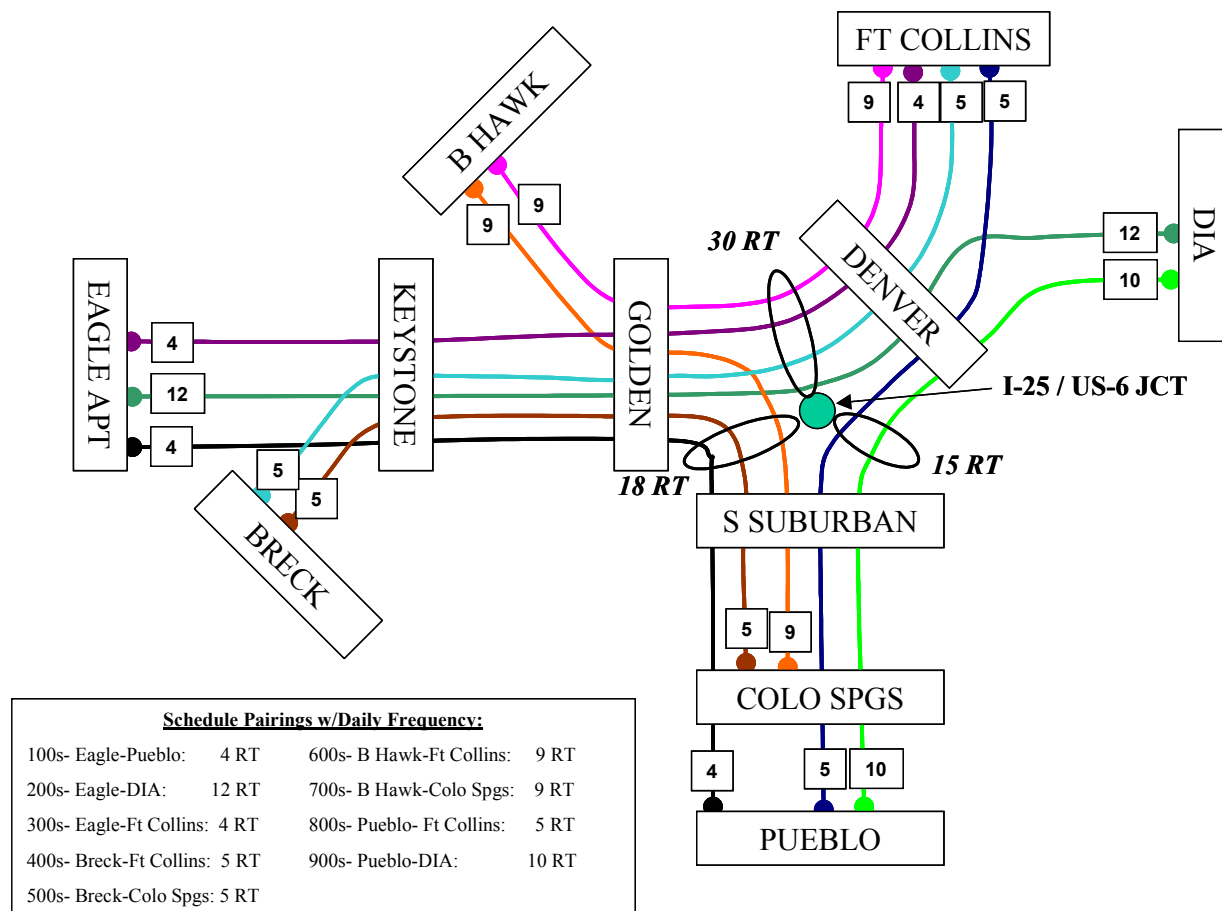 FT COLLINS
9
4
5
5
B HAWK
9
9
30 RT
DENVER
DIA
12
10
EAGLE APT
4
12
4
KEYSTONE
GOLDEN
I-25 / US-6 JCT
5
5
BRECK
18 RT
15 RT
S SUBURBAN
5
9
COLO SPGS
4
5
10
PUEBLO
Schedule Pairings w/Daily Frequency:
100s- Eagle-Pueblo: 4 RT
200s- Eagle-DIA: 12 RT
300s- Eagle-Ft Collins: 4 RT
400s- Breck-Ft Collins: 5 RT
500s- Breck-Colo Spgs: 5 RT
600s- B Hawk-Ft Collins: 9 RT
700s- B Hawk-Colo Spgs: 9 RT
800s- Pueblo- Ft Collins: 5 RT
900s- Pueblo-DIA: 10 RT